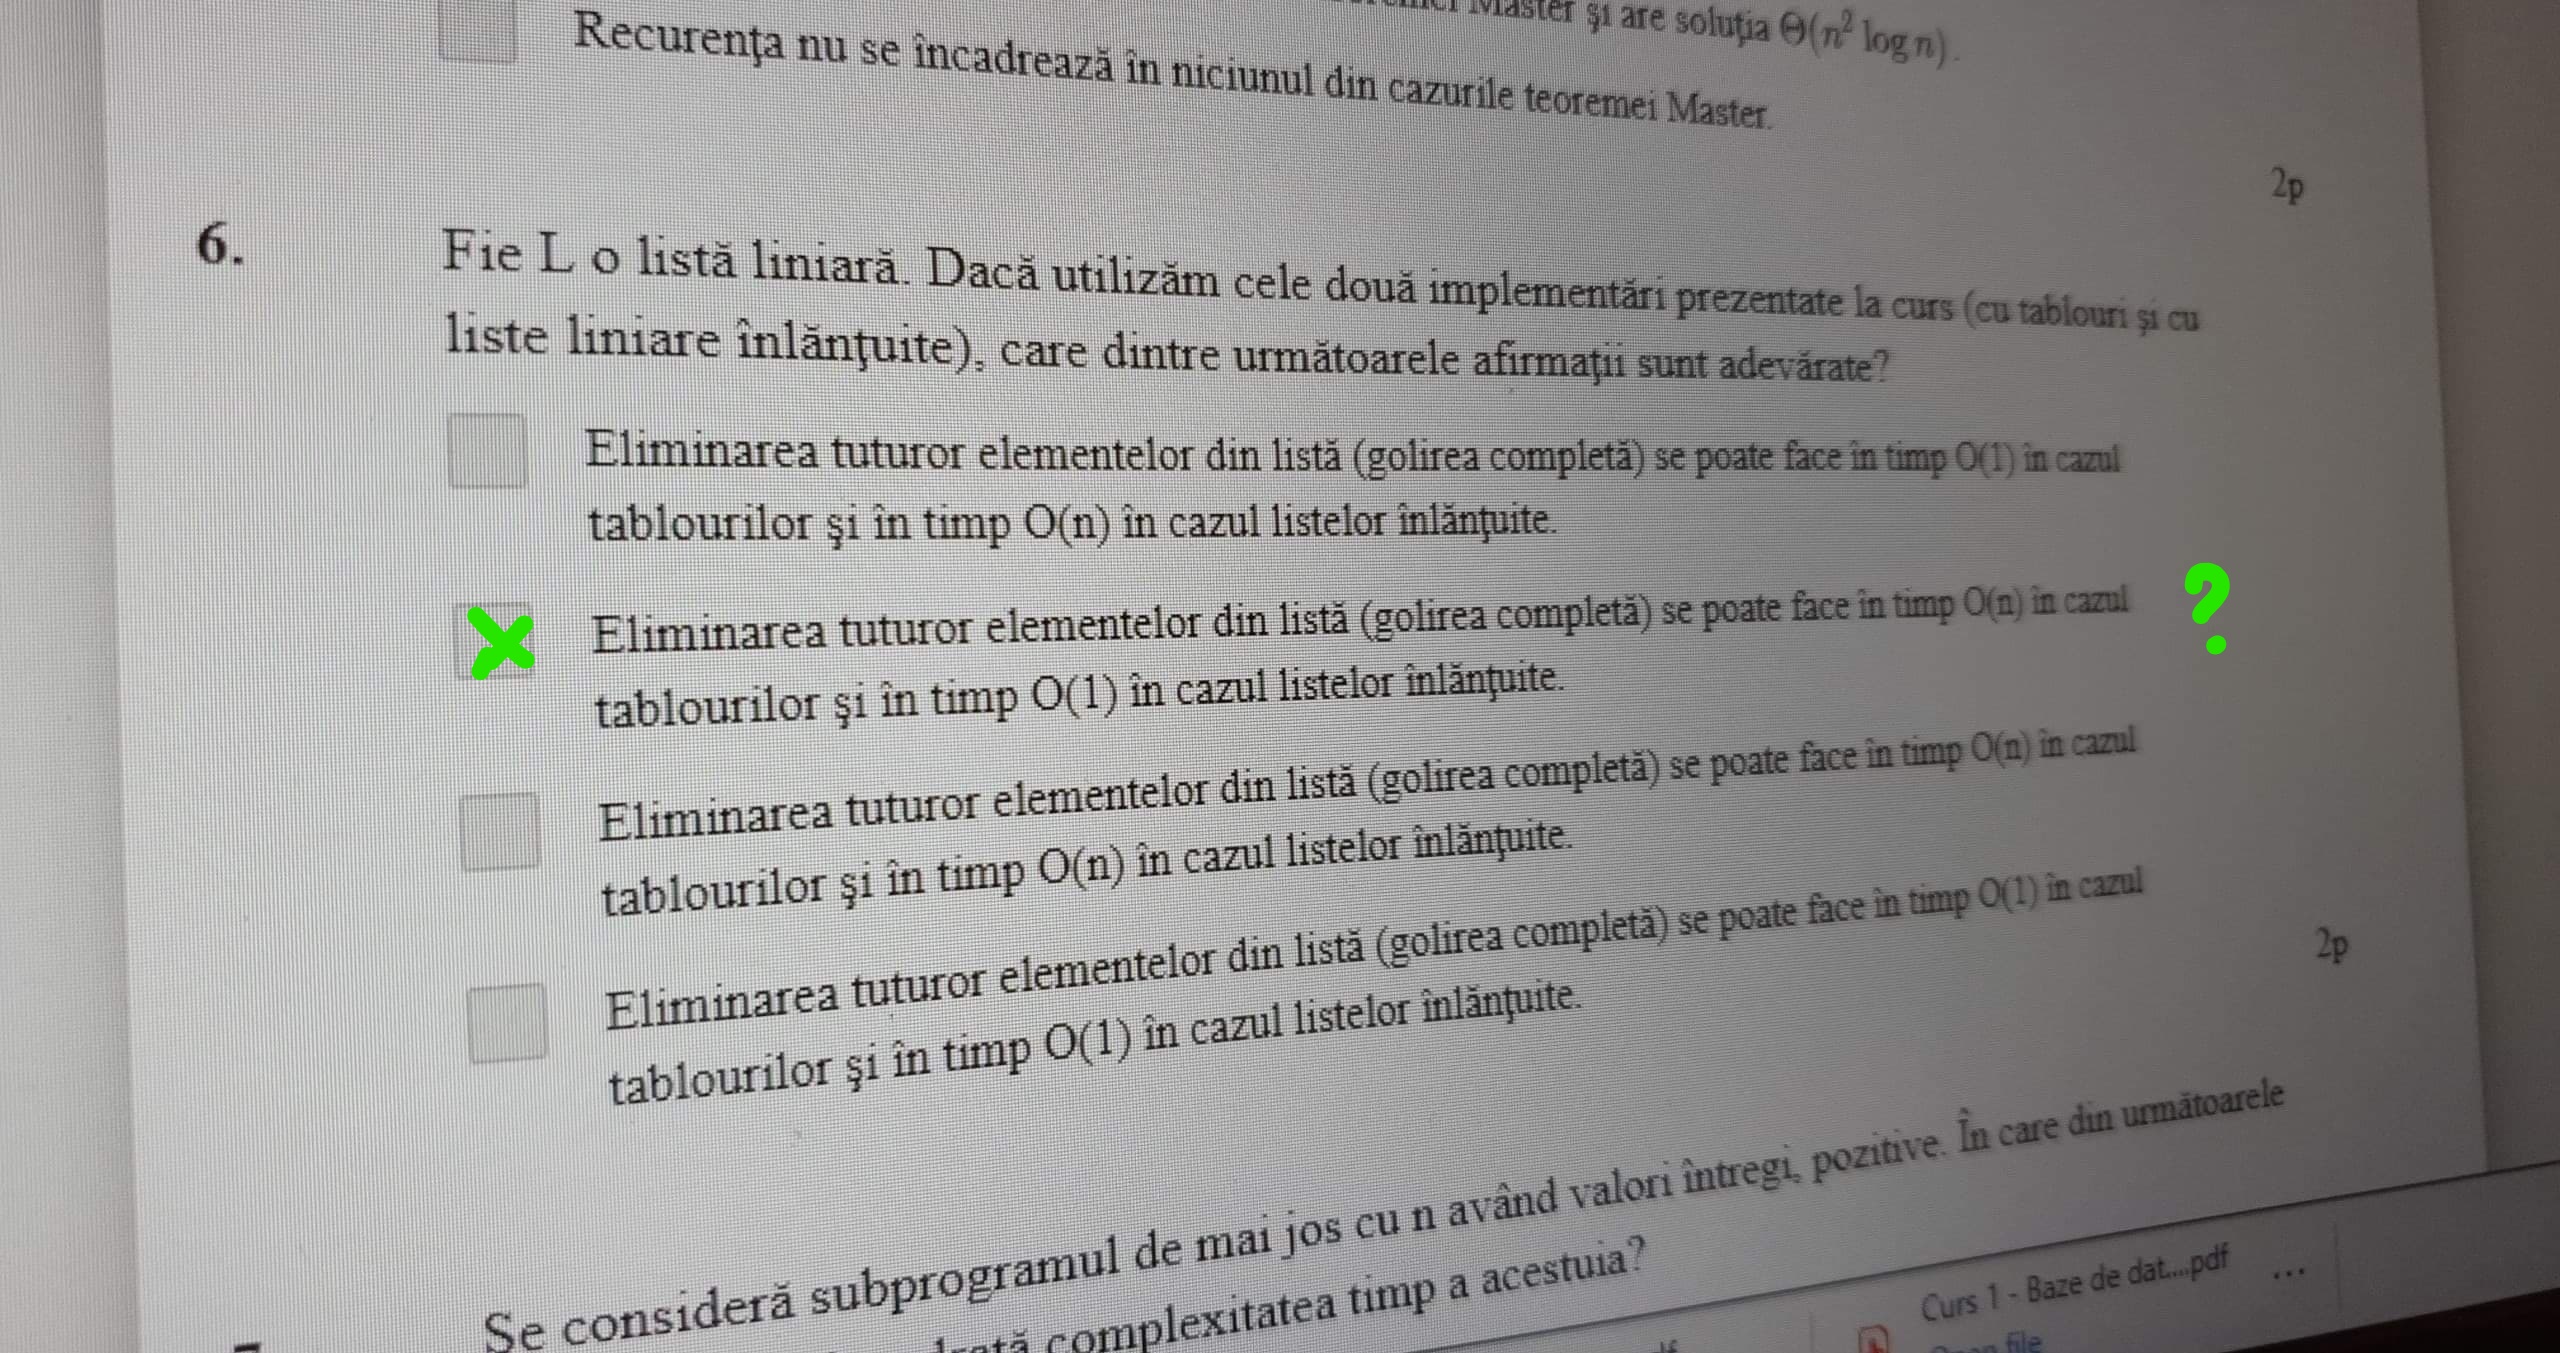 Master şi are soluţia Θ(n² log n).
Recurenţa nu se încadrează în niciunul din cazurile teoremei Master.
2p
6.
Fie L o listă liniară. Dacă utilizăm cele două implementări prezentate la curs (cu tablouri şi cu
liste liniare înlănţuite), care dintre următoarele afirmaţii sunt adevărate?
Eliminarea tuturor elementelor din listă (golirea completă) se poate face în timp O(1) în cazul
tablourilor şi în timp O(n) în cazul listelor înlănţuite.
Eliminarea tuturor elementelor din listă (golirea completă) se poate face în timp O(n) în cazul
?
tablourilor şi în timp O(1) în cazul listelor înlănţuite.
Eliminarea tuturor elementelor din listă (golirea completă) se poate face în timp O(n) în cazul
tablourilor şi în timp O(n) în cazul listelor înlănţuite.
Eliminarea tuturor elementelor din listă (golirea completă) se poate face în timp O(1) în cazul
tablourilor şi în timp O(1) în cazul listelor înlănţuite.
2p
Se consideră subprogramul de mai jos cu n având valori întregi, pozitive. În care din următoarele
complexitatea timp a acestuia?
Curs 1 - Baze de dat....pdf
...
file